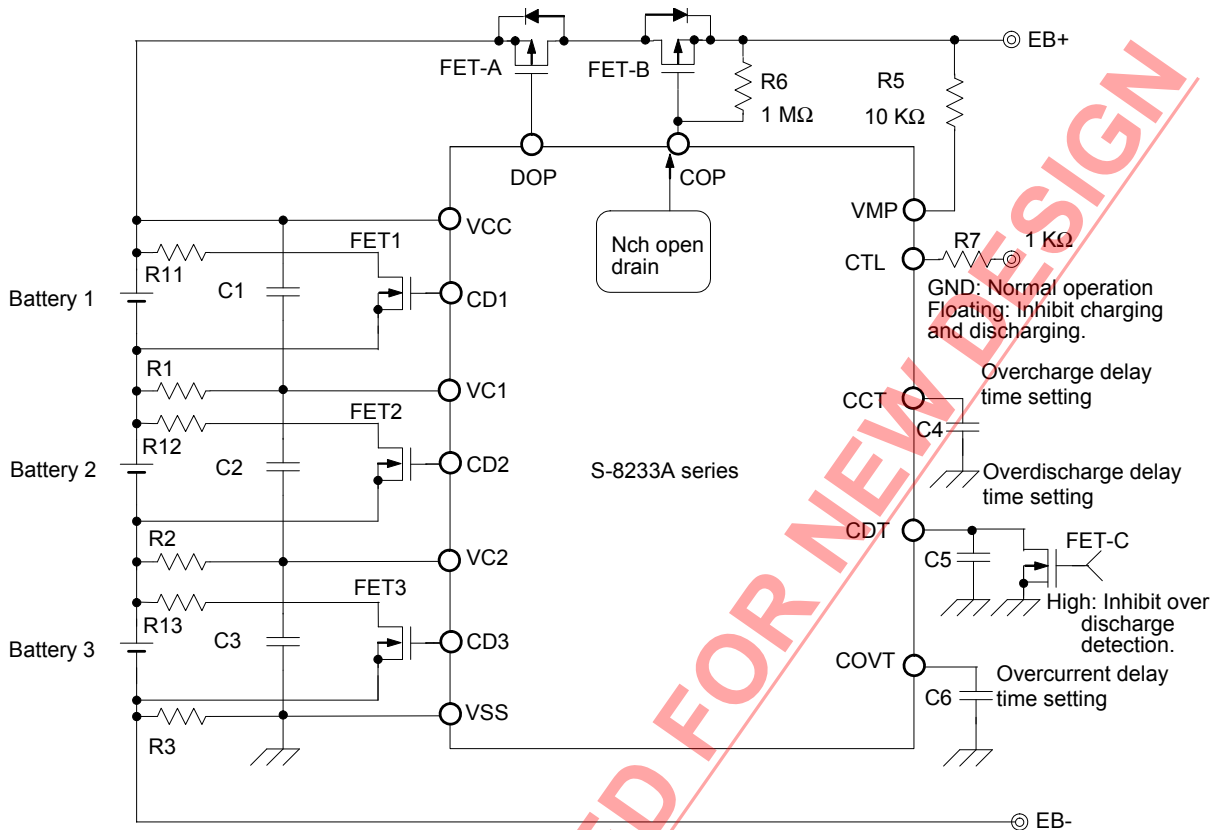 EB+
FET-A
FET-B
R6
1 MΩ
R5
10 KΩ
DOP
COP
VCC
VMP
Nch open
drain
R11
C1
FET1
CD1
Battery 1
CTL
R7
1 KΩ
GND: Normal operation
Floating: Inhibit charging
and discharging.
R1
VC1
R12
FET2
CCT
C4
Overcharge delay
time setting
Battery 2
C2
CD2
S-8233A series
Overdischarge delay
time setting
R2
VC2
CDT
C5
FET-C
High: Inhibit over
discharge
detection.
R13
FET3
Battery 3
C3
CD3
COVT
C6
Overcurrent delay
time setting
R3
VSS
EB-
ED FOR NEW DESIGN